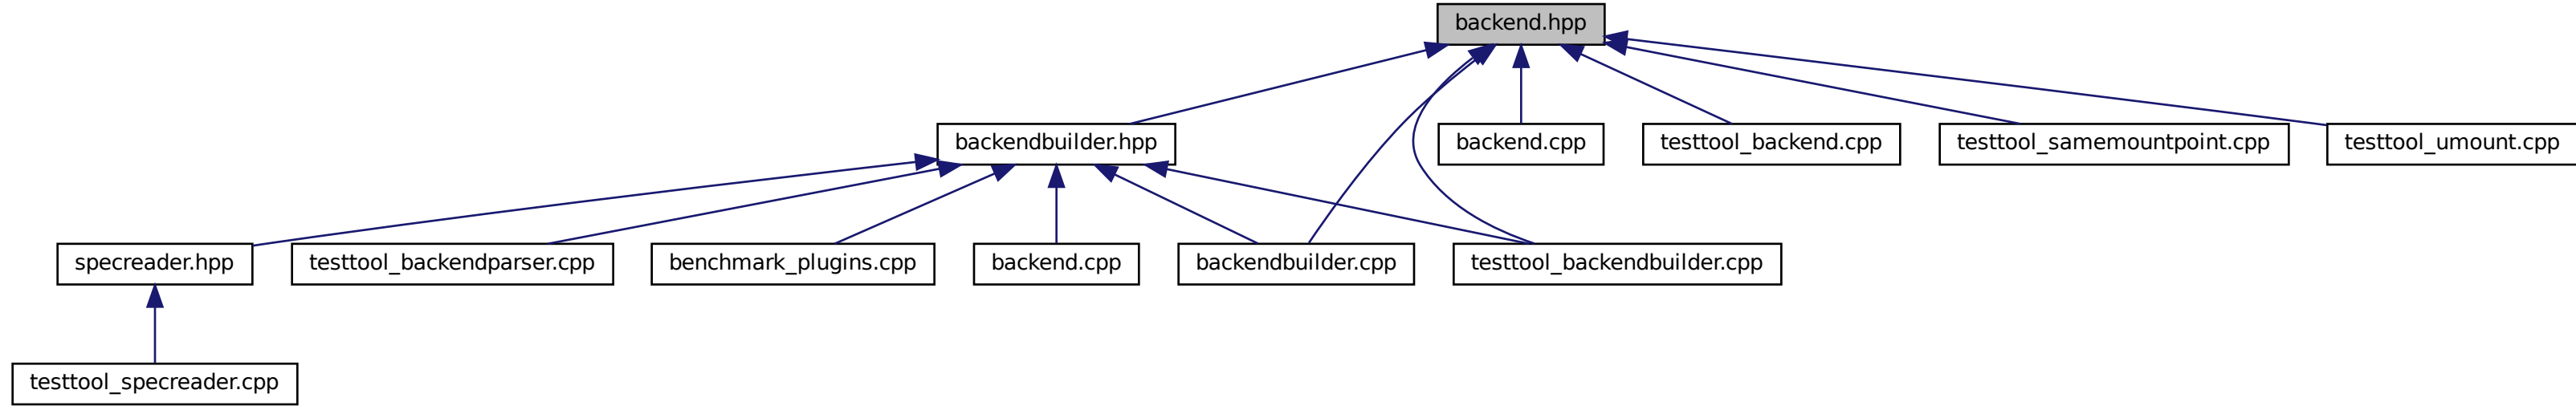 backend.hpp
backendbuilder.hpp
backend.cpp
testtool_backend.cpp
testtool_samemountpoint.cpp
testtool_umount.cpp
specreader.hpp
testtool_backendparser.cpp
benchmark_plugins.cpp
backend.cpp
backendbuilder.cpp
testtool_backendbuilder.cpp
testtool_specreader.cpp